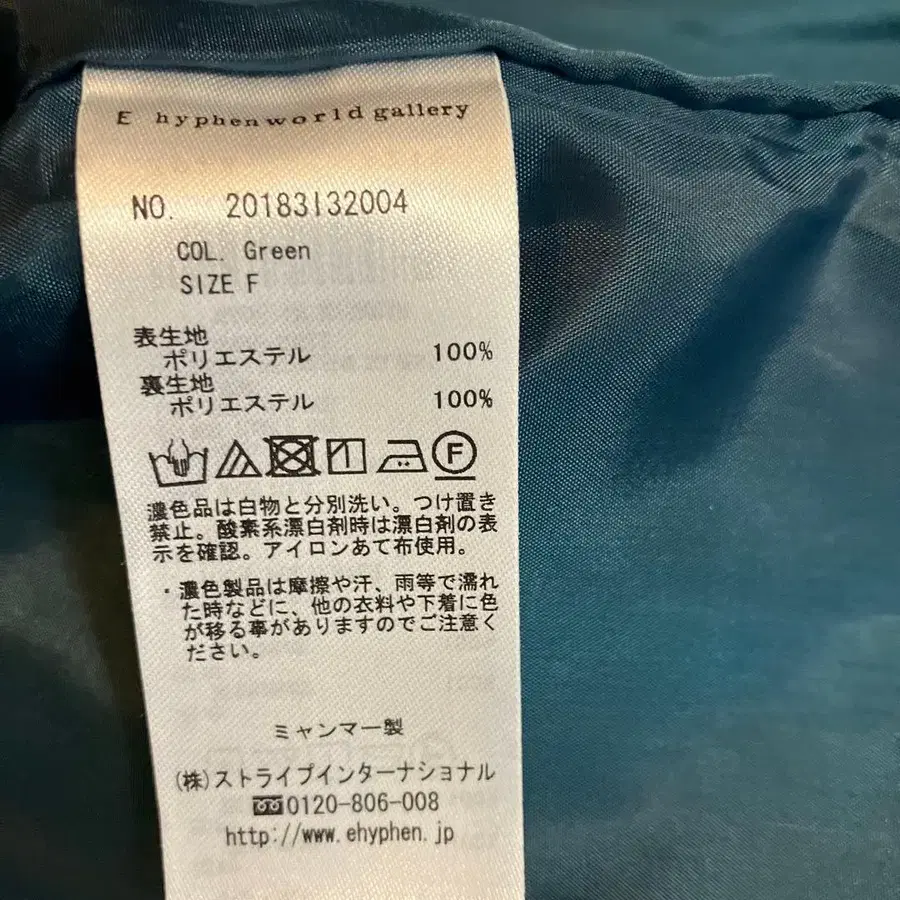 E hyphen world gallery
NO. 20183132004
COL. Green
SIZE F
表生地
ポリエステル 100%
裏生地
ポリエステル 100%
F
濃色品は白物と分別洗い。つけ置き
禁止。酸素系漂白剤時は漂白剤の表
示を確認。アイロンあて布使用。
・濃色製品は摩擦や汗、雨等で濡れ
た時などに、他の衣料や下着に色
が移る事がありますのでご注意く
ださい。
ミャンマー製
(株)ストライプインターナショナル
0120-806-008
http://www.ehyphen.jp